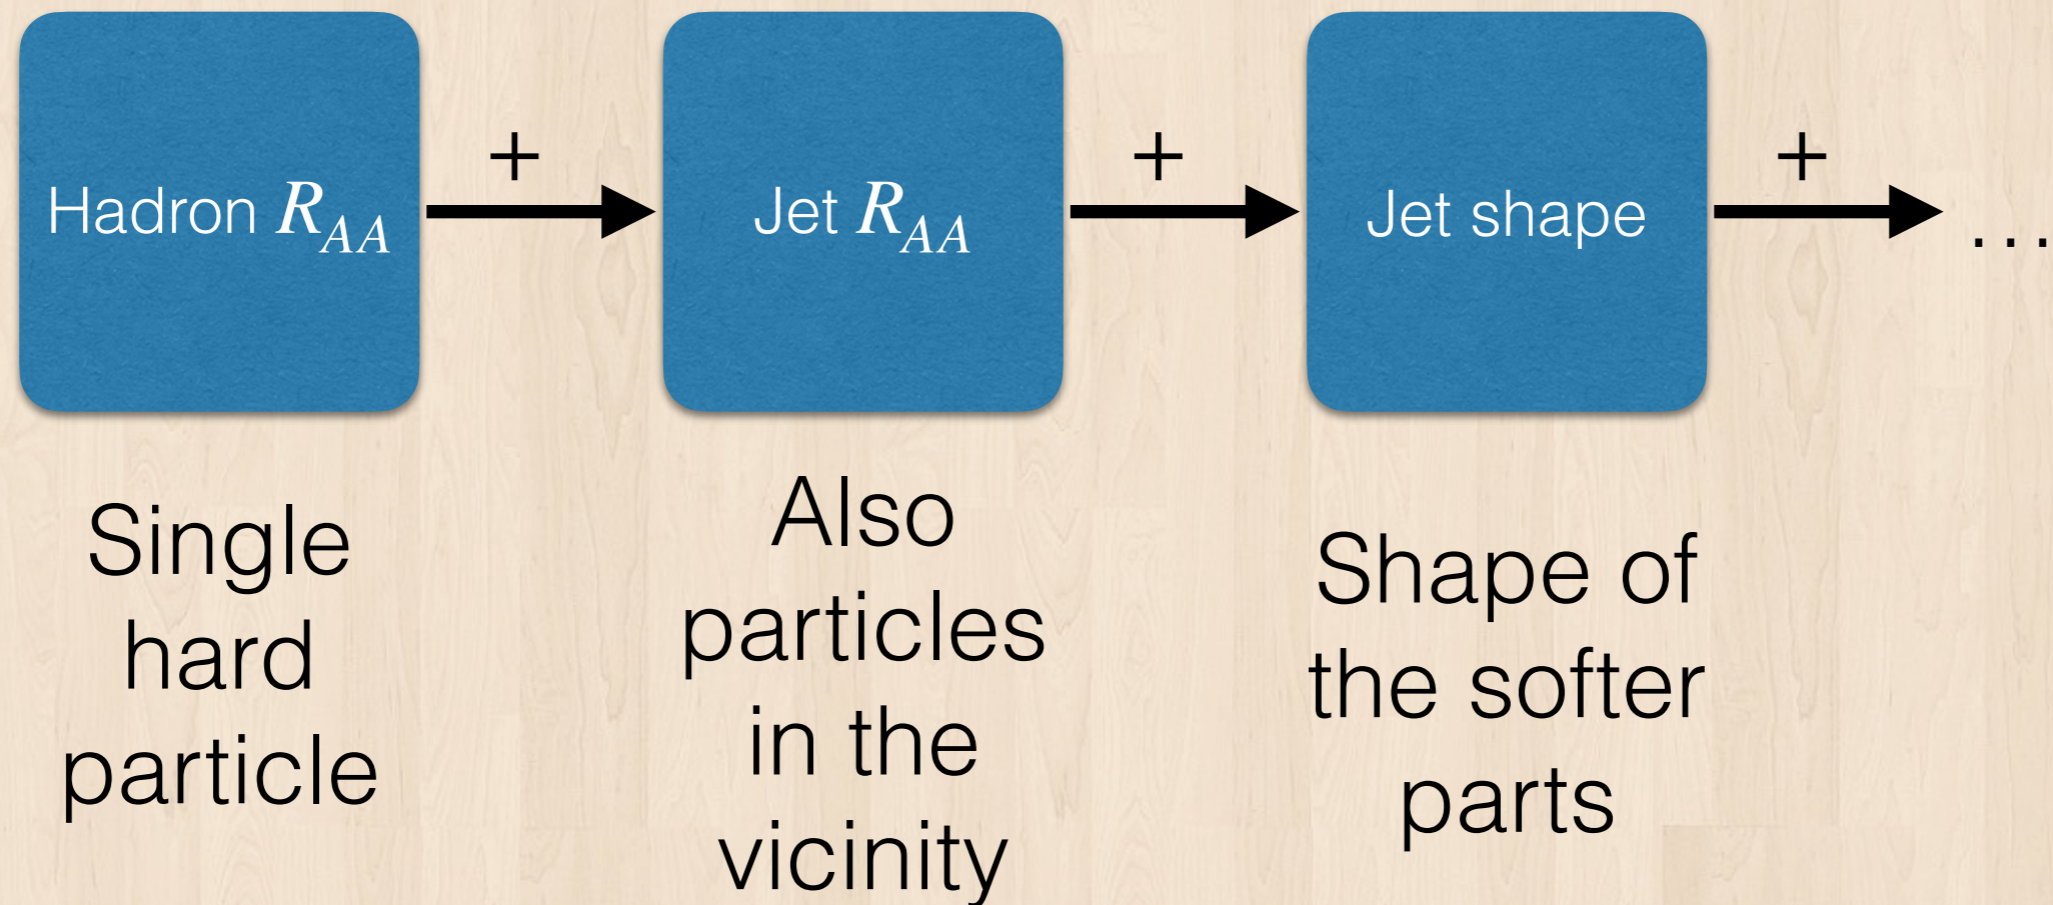 Hadron R_AA
+
Jet R_AA
+
Jet shape
+
...
Single
hard
particle
Also
particles
in the
vicinity
Shape of
the softer
parts